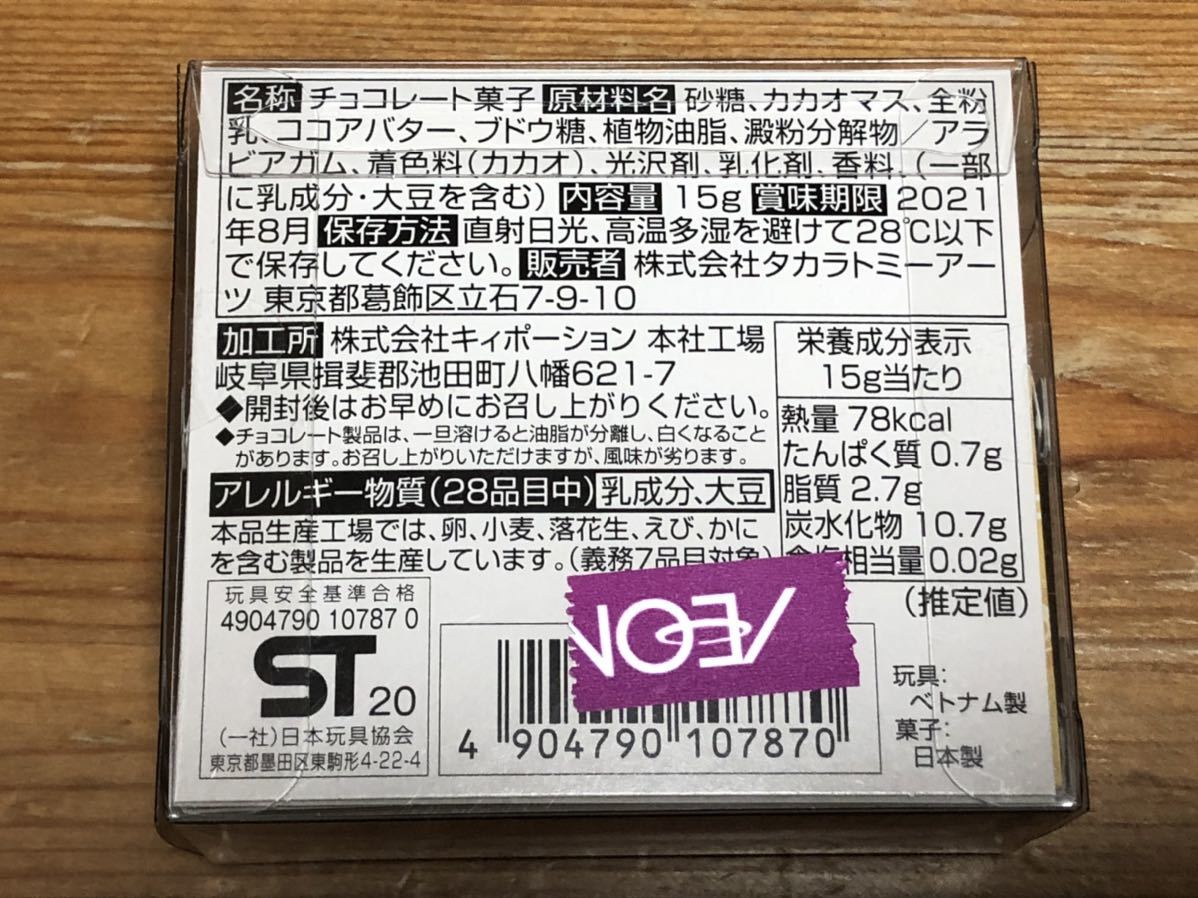 名称 チョコレート菓子 原材料名 砂糖、カカオマス、全粉
乳、ココアバター、ブドウ糖、植物油脂、澱粉分解物／アラ
ビアガム、着色料(カカオ)、光沢剤、乳化剤、香料、(一部
に乳成分・大豆を含む) 内容量 15g 賞味期限 2021
年8月 保存方法 直射日光、高温多湿を避けて28℃以下
で保存してください。 販売者 株式会社タカラトミーアー
ツ 東京都葛飾区立石7-9-10
加工所 株式会社キィポーション 本社工場
岐阜県揖斐郡池田町八幡621-7
◆開封後はお早めにお召し上がりください。
◆チョコレート製品は、一旦溶けると油脂が分離し、白くなること
があります。お召し上がりいただけますが、風味が劣ります。
アレルギー物質(28品目中) 乳成分、大豆
本品生産工場では、卵、小麦、落花生、えび、かに
を含む製品を生産しています。(義務7品目対象)
栄養成分表示
15g当たり
熱量 78kcal
たんぱく質 0.7g
脂質 2.7g
炭水化物 10.7g
相当量 0.02g
(推定値)
玩具安全基準合格
4904790 10787 0
ST 20
(一社)日本玩具協会
東京都墨田区東駒形4-22-4
ÆON
4 904790 107870
玩具:
ベトナム製
菓子:
日本製